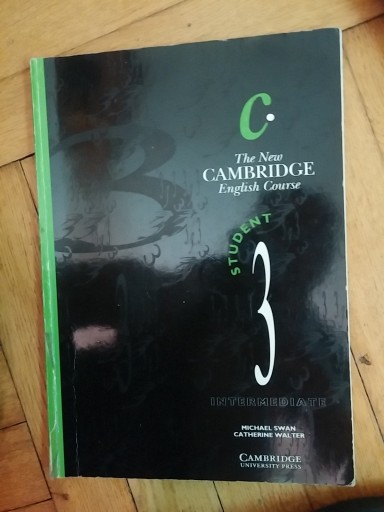 C.
The New
CAMBRIDGE
English Course
STUDENT
3
INTERMEDIATE
MICHAEL SWAN
CATHERINE WALTER
CAMBRIDGE
UNIVERSITY PRESS